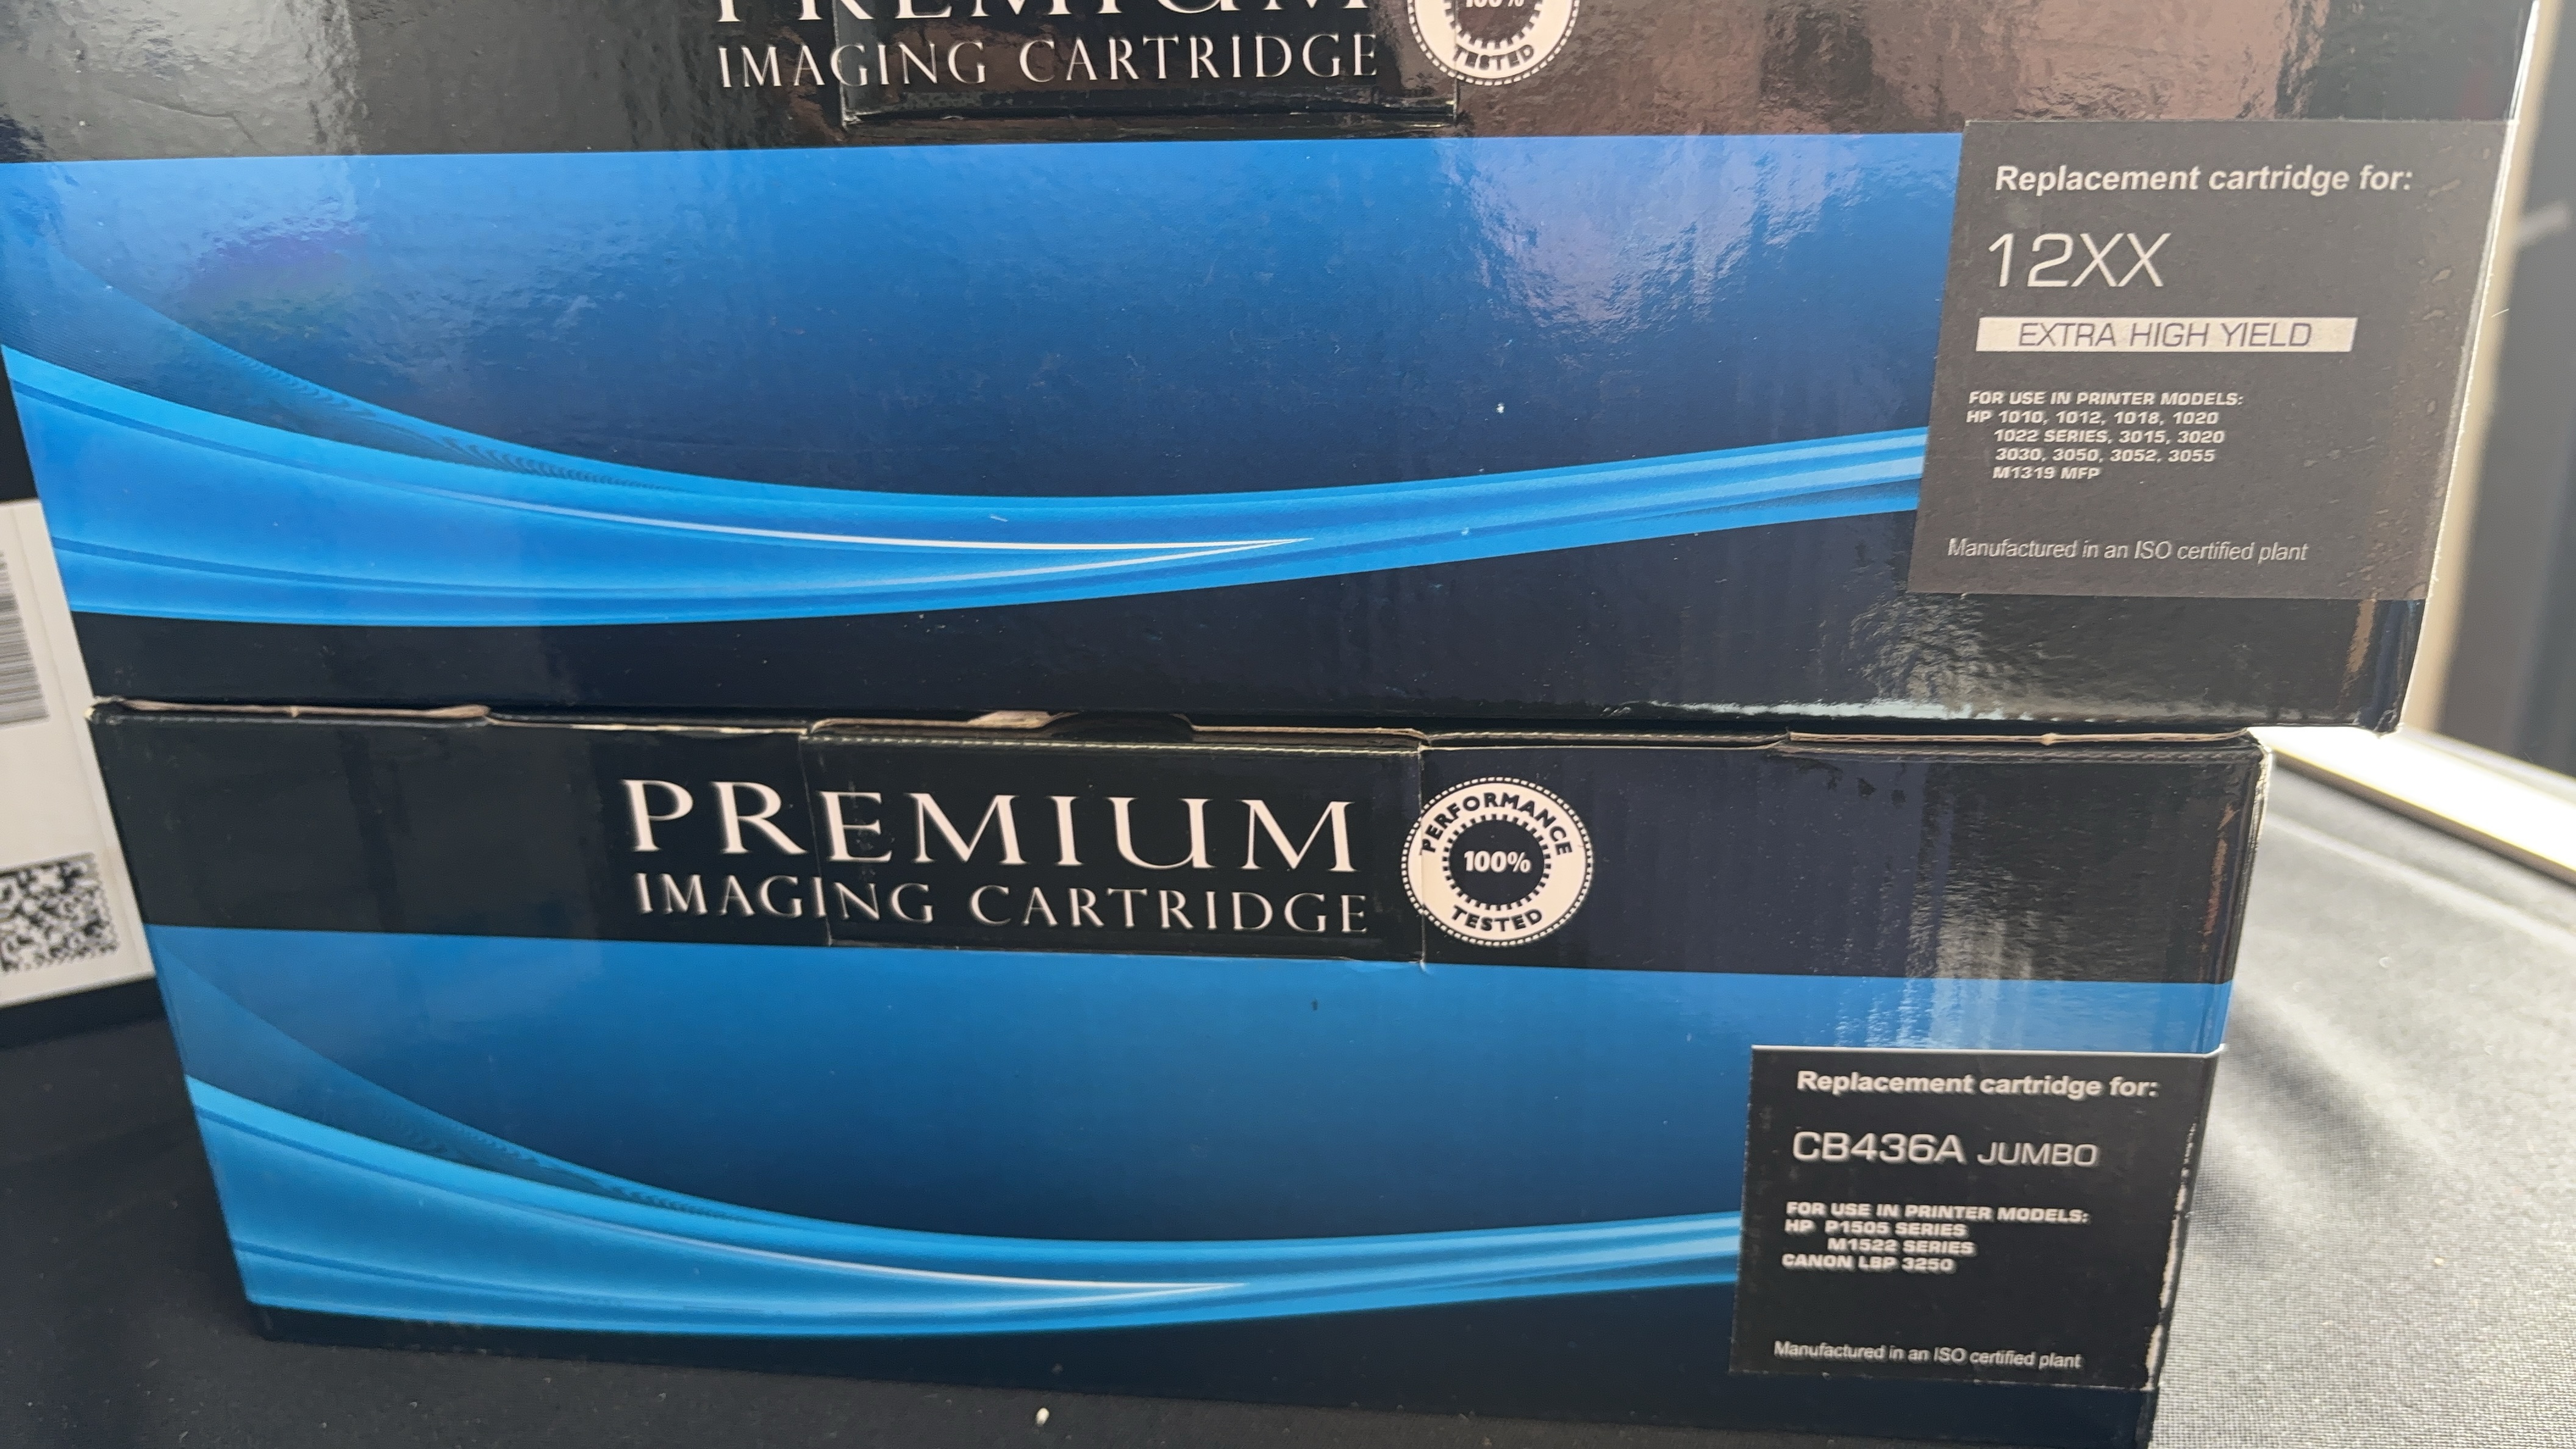 PREMIUM
IMAGING CARTRIDGE
100%
TESTED
Replacement cartridge for:
12XX
EXTRA HIGH YIELD
FOR USE IN PRINTER MODELS:
HP 1010, 1012, 1018, 1020
1022 SERIES, 3015, 3020
3030, 3050, 3052, 3055
M1319 MFP
Manufactured in an ISO certified plant
PREMIUM
IMAGING CARTRIDGE
PERFORMANCE
100%
TESTED
Replacement cartridge for:
CB436A JUMBO
FOR USE IN PRINTER MODELS:
HP P1505 SERIES
M1522 SERIES
CANON LBP 3250
Manufactured in an ISO certified plant